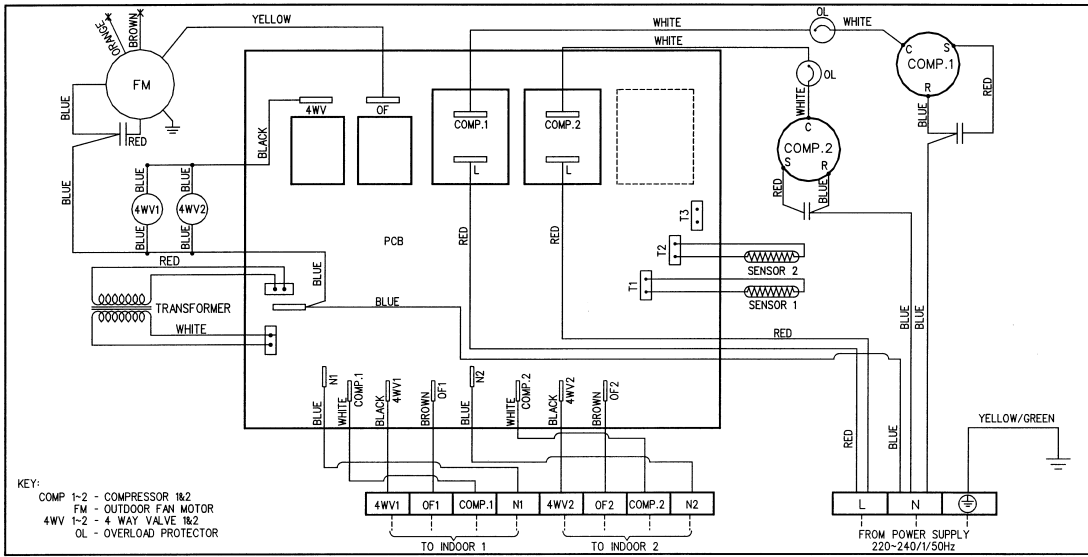 ORANGE
BROWN
YELLOW
OL
WHITE
WHITE
WHITE
C
S
COMP.1
R
FM
BLUE
RED
4WV
OF
COMP.1
COMP.2
OL
WHITE
RED
BLUE
BLACK
L
L
C
COMP.2
S
R
RED
BLUE
BLUE
BLUE
BLUE
4WV1
4WV2
BLUE
BLUE
PCB
RED
RED
T3
T2
SENSOR 2
T1
SENSOR 1
RED
BLUE
TRANSFORMER
BLUE
WHITE
RED
BLUE
BLUE
N1
COMP.1
4WV1
OF1
N2
COMP.2
4WV2
OF2
BLUE
WHITE
BLACK
BROWN
BLUE
WHITE
BLACK
BROWN
RED
BLUE
YELLOW/GREEN
KEY:
COMP 1~2 - COMPRESSOR 1&2
FM - OUTDOOR FAN MOTOR
4WV 1~2 - 4 WAY VALVE 1&2
OL - OVERLOAD PROTECTOR
4WV1 OF1 COMP.1 N1 4WV2 OF2 COMP.2 N2
L N
TO INDOOR 1
TO INDOOR 2
FROM POWER SUPPLY
220~240/1/50Hz